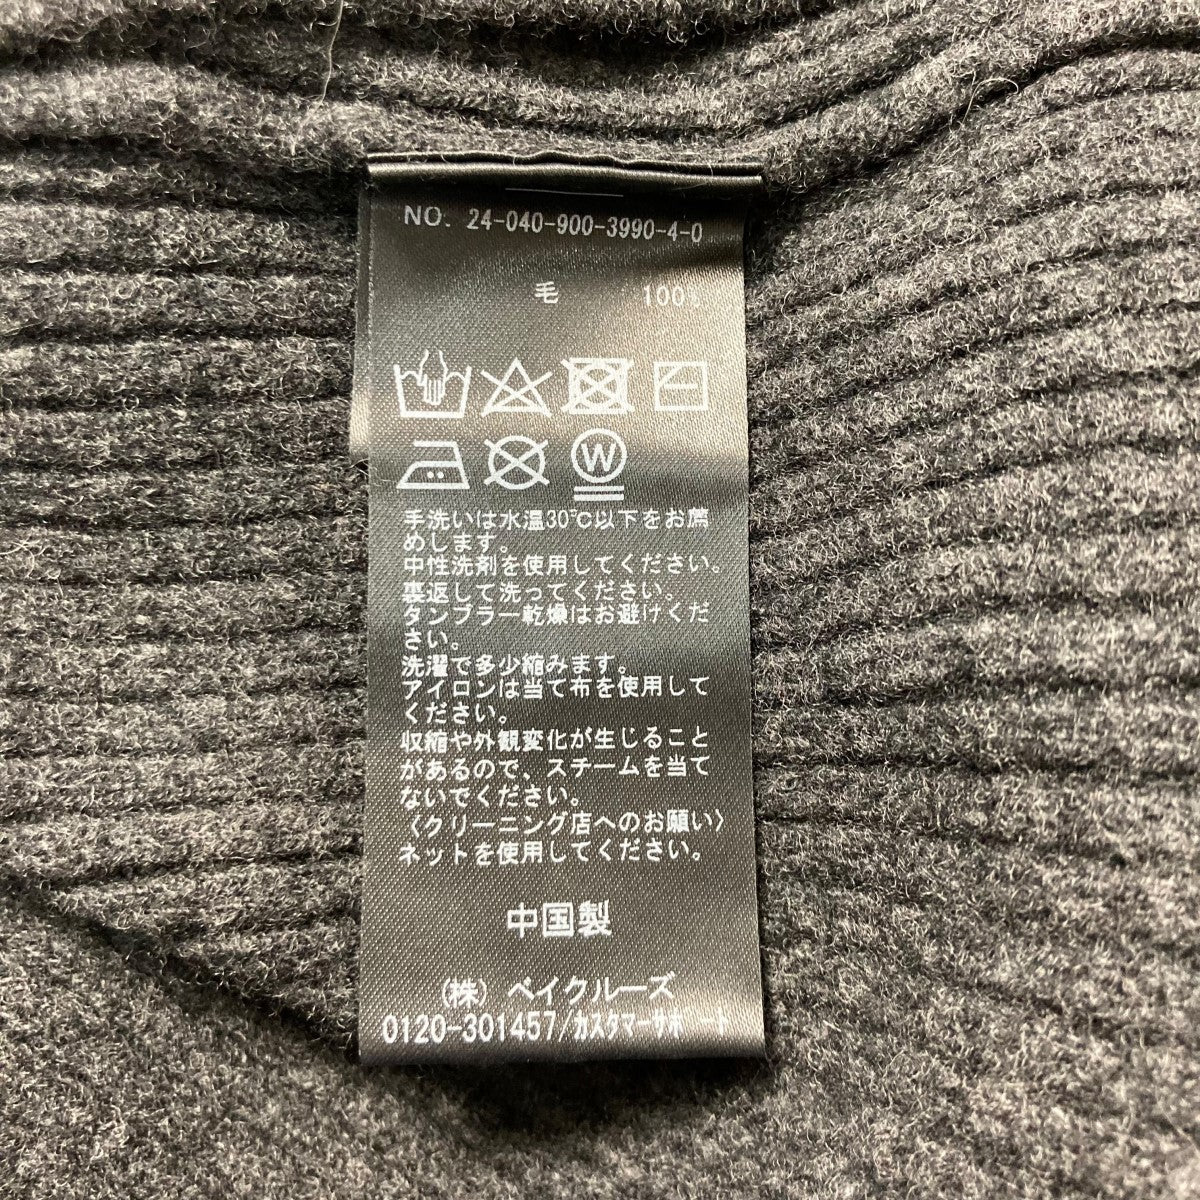 NO. 24-040-900-3990-4-0
毛 100%
W
手洗いは水温30℃以下をお薦
めします。
中性洗剤を使用してください。
裏返して洗ってください。
タンブラー乾燥はお避けくだ
さい。
洗濯で多少縮みます。
アイロンは当て布を使用して
ください。
収縮や外観変化が生じること
があるので、スチームを当て
ないでください。
〈クリーニング店へのお願い〉
ネットを使用してください。
中国製
(株) ベイクルーズ
0120-301457/カスタマーサポート